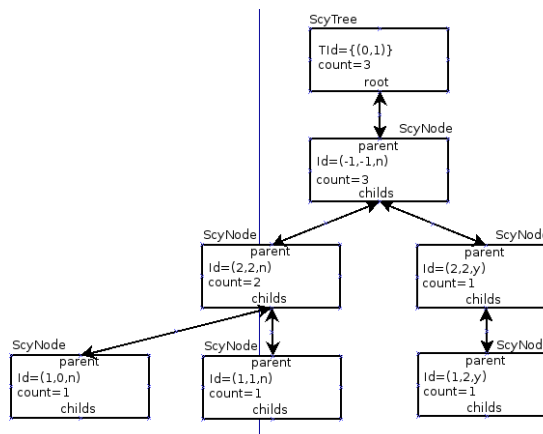 ScyTree
TId={(0,1)}
count=3
root
ScyNode
parent
Id=(-1,-1,n)
count=3
childs
ScyNode
parent
Id=(2,2,n)
count=2
childs
ScyNode
parent
Id=(2,2,y)
count=1
childs
ScyNode
parent
Id=(1,0,n)
count=1
childs
ScyNode
parent
Id=(1,1,n)
count=1
childs
ScyNode
parent
Id=(1,2,y)
count=1
childs